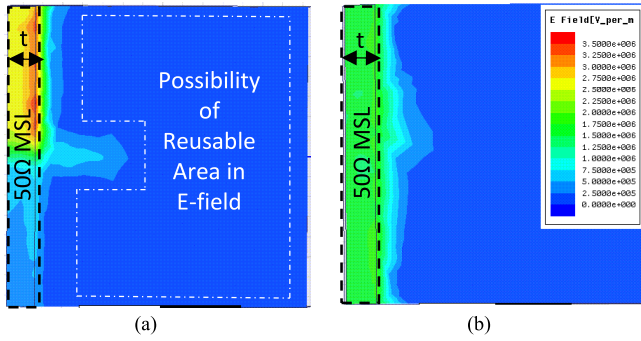 t
50Ω MSL
Possibility
of
Reusable
Area in
E-field
(a)
t
50Ω MSL
E Field[V_per_m
3.5000e+006
3.2500e+006
3.0000e+006
2.7500e+006
2.5000e+006
2.2500e+006
2.0000e+006
1.7500e+006
1.5000e+006
1.2500e+006
1.0000e+006
7.5000e+005
5.0000e+005
2.5000e+005
0.0000e+000
(b)